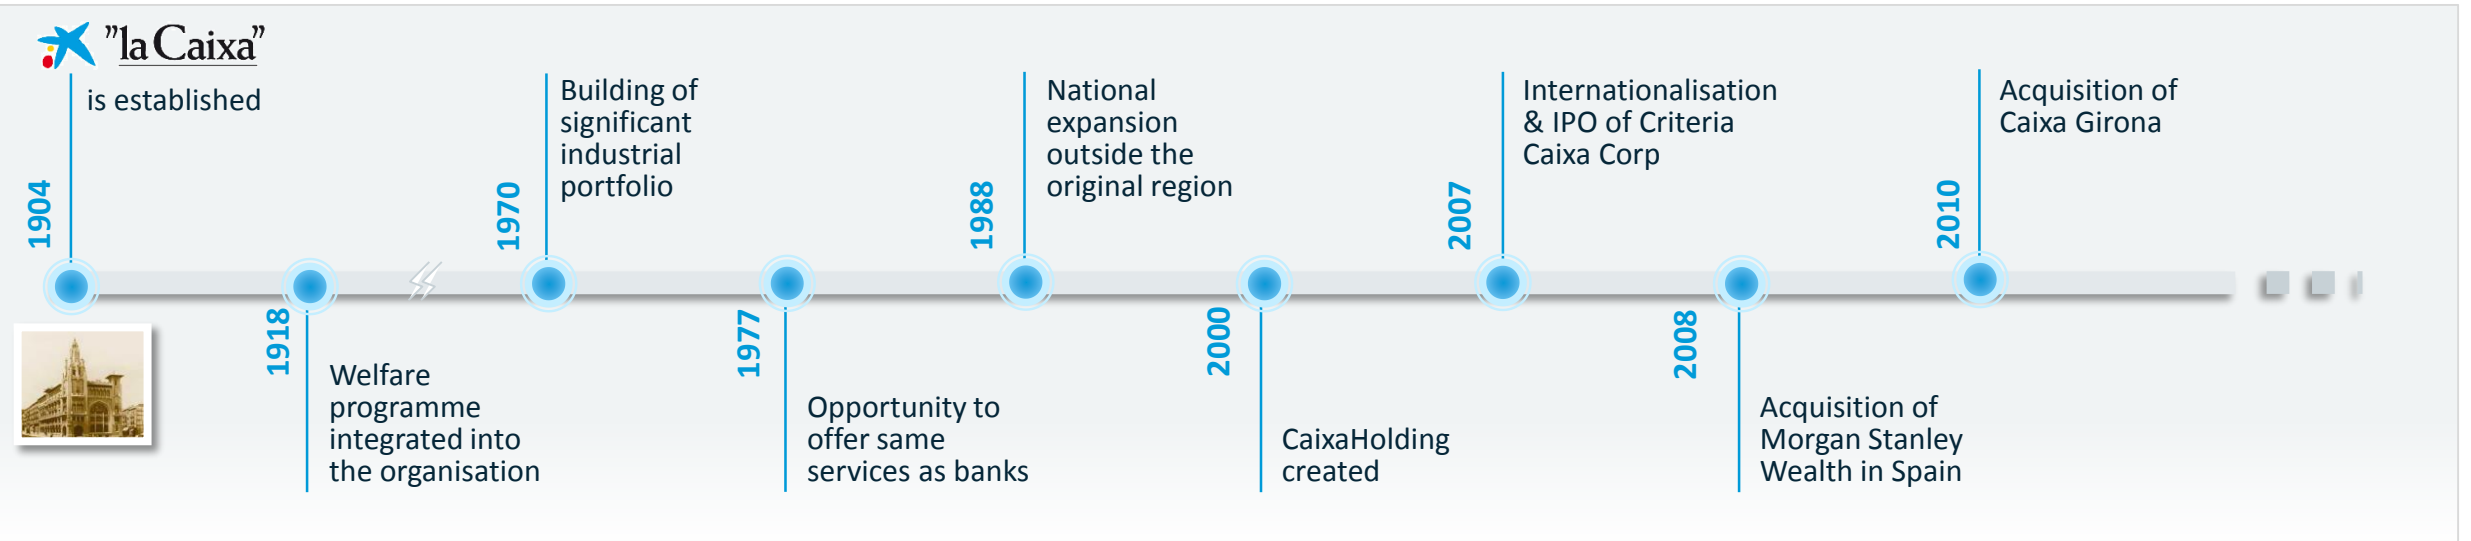 ”la Caixa”
is established
1904
1918
Welfare
programme
integrated into
the organisation
1970
Building of
significant
industrial
portfolio
1977
Opportunity to
offer same
services as banks
1988
National
expansion
outside the
original region
2000
CaixaHolding
created
2007
Internationalisation
& IPO of Criteria
Caixa Corp
2008
Acquisition of
Morgan Stanley
Wealth in Spain
2010
Acquisition of
Caixa Girona